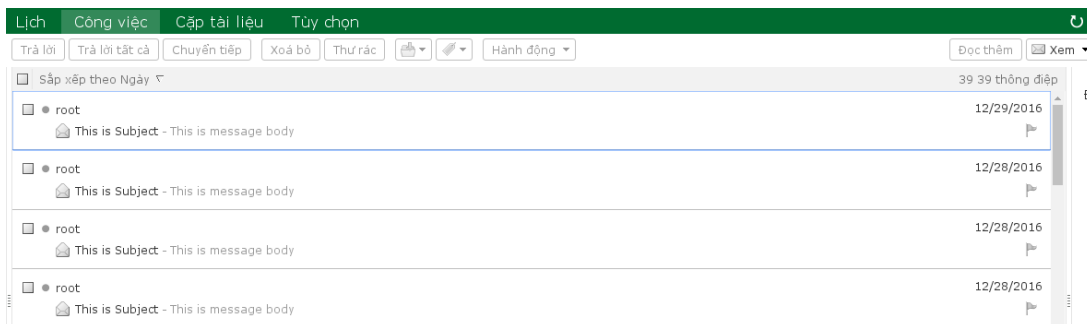 Lịch Công việc Cặp tài liệu Tùy chọn
Trả lời Trả lời tất cả Chuyển tiếp Xoá bỏ Thư rác Hành động Đọc thêm Xem
Sắp xếp theo Ngày 39 39 thông điệp
root 12/29/2016
This is Subject - This is message body
root 12/28/2016
This is Subject - This is message body
root 12/28/2016
This is Subject - This is message body
root 12/28/2016
This is Subject - This is message body